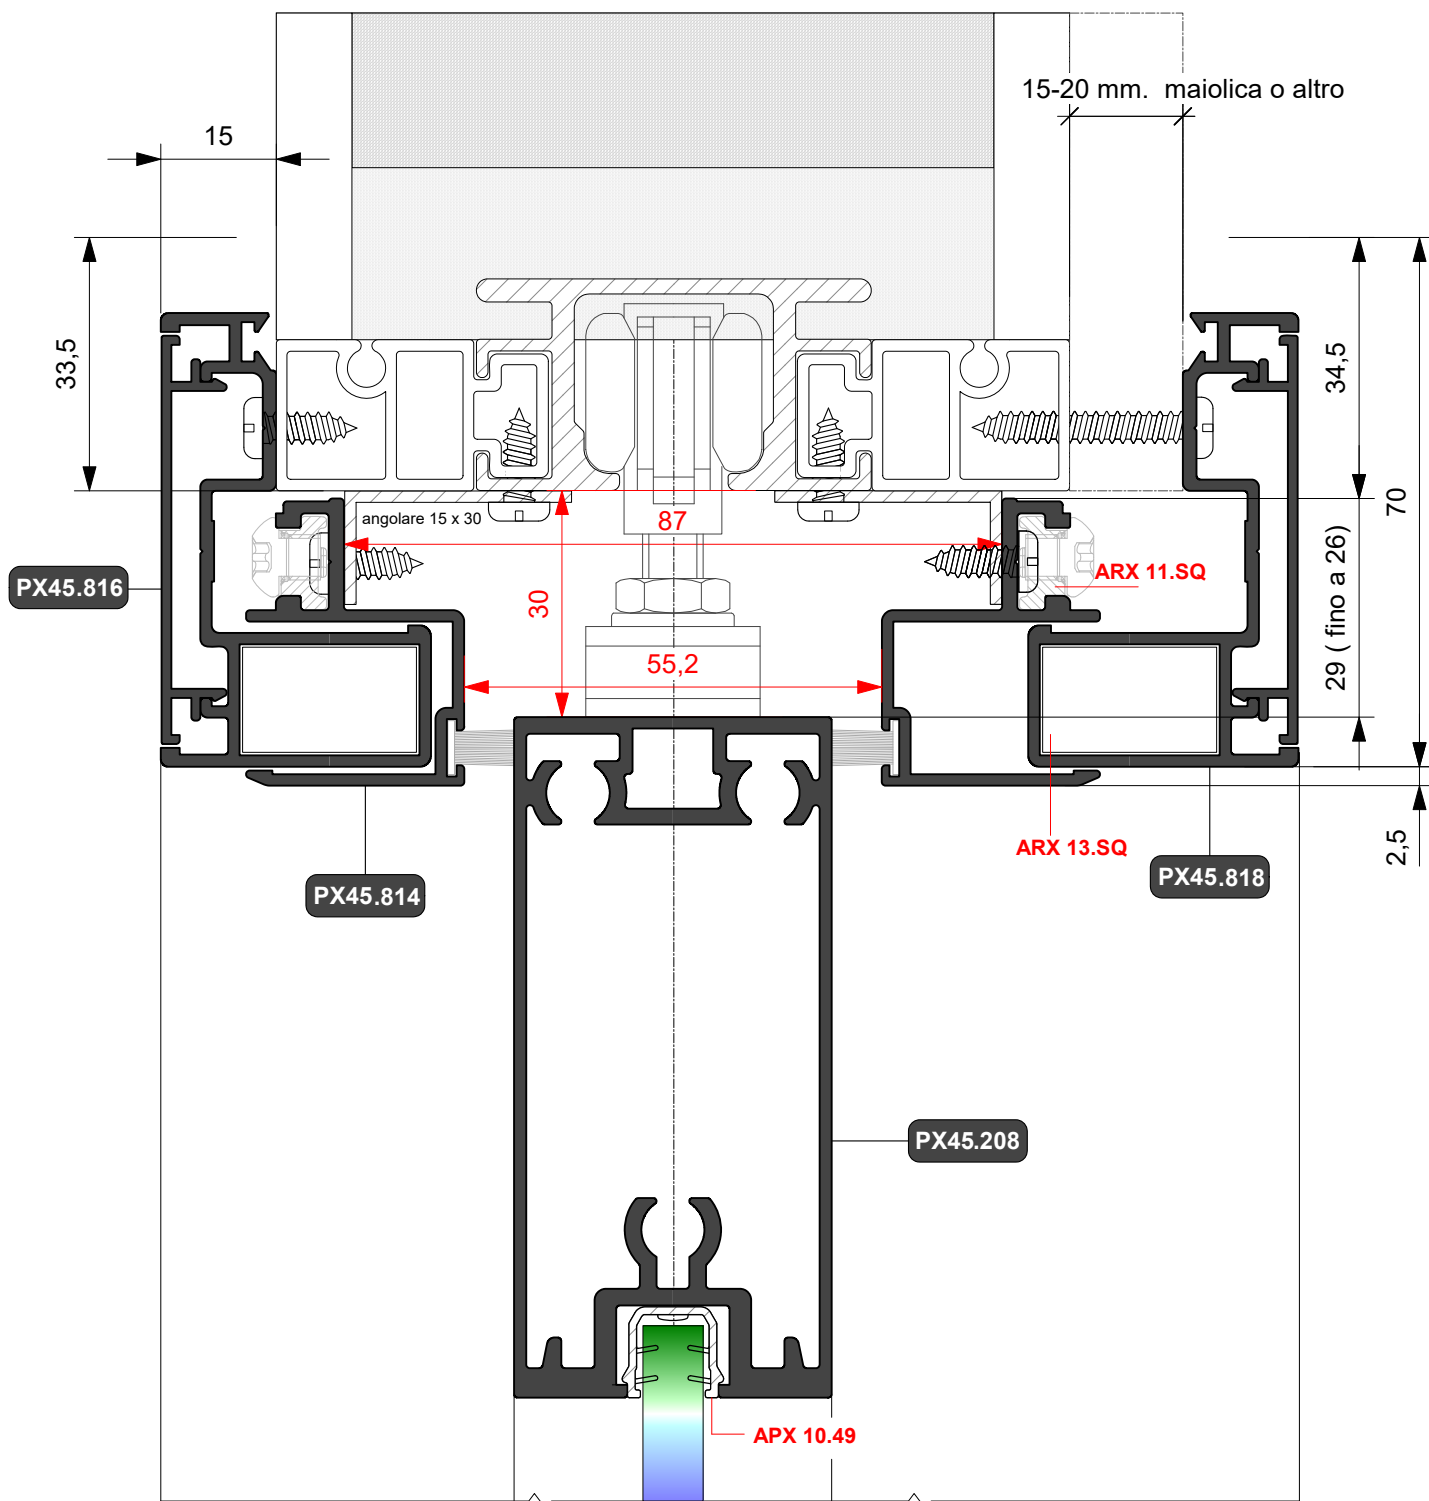 15-20 mm. maiolica o altro
15
33,5
34,5
70
angolare 15 x 30
87
ARX 11.SQ
PX45.816
30
29 ( fino a 26)
55,2
ARX 13.SQ
2,5
PX45.814
PX45.818
PX45.208
APX 10.49